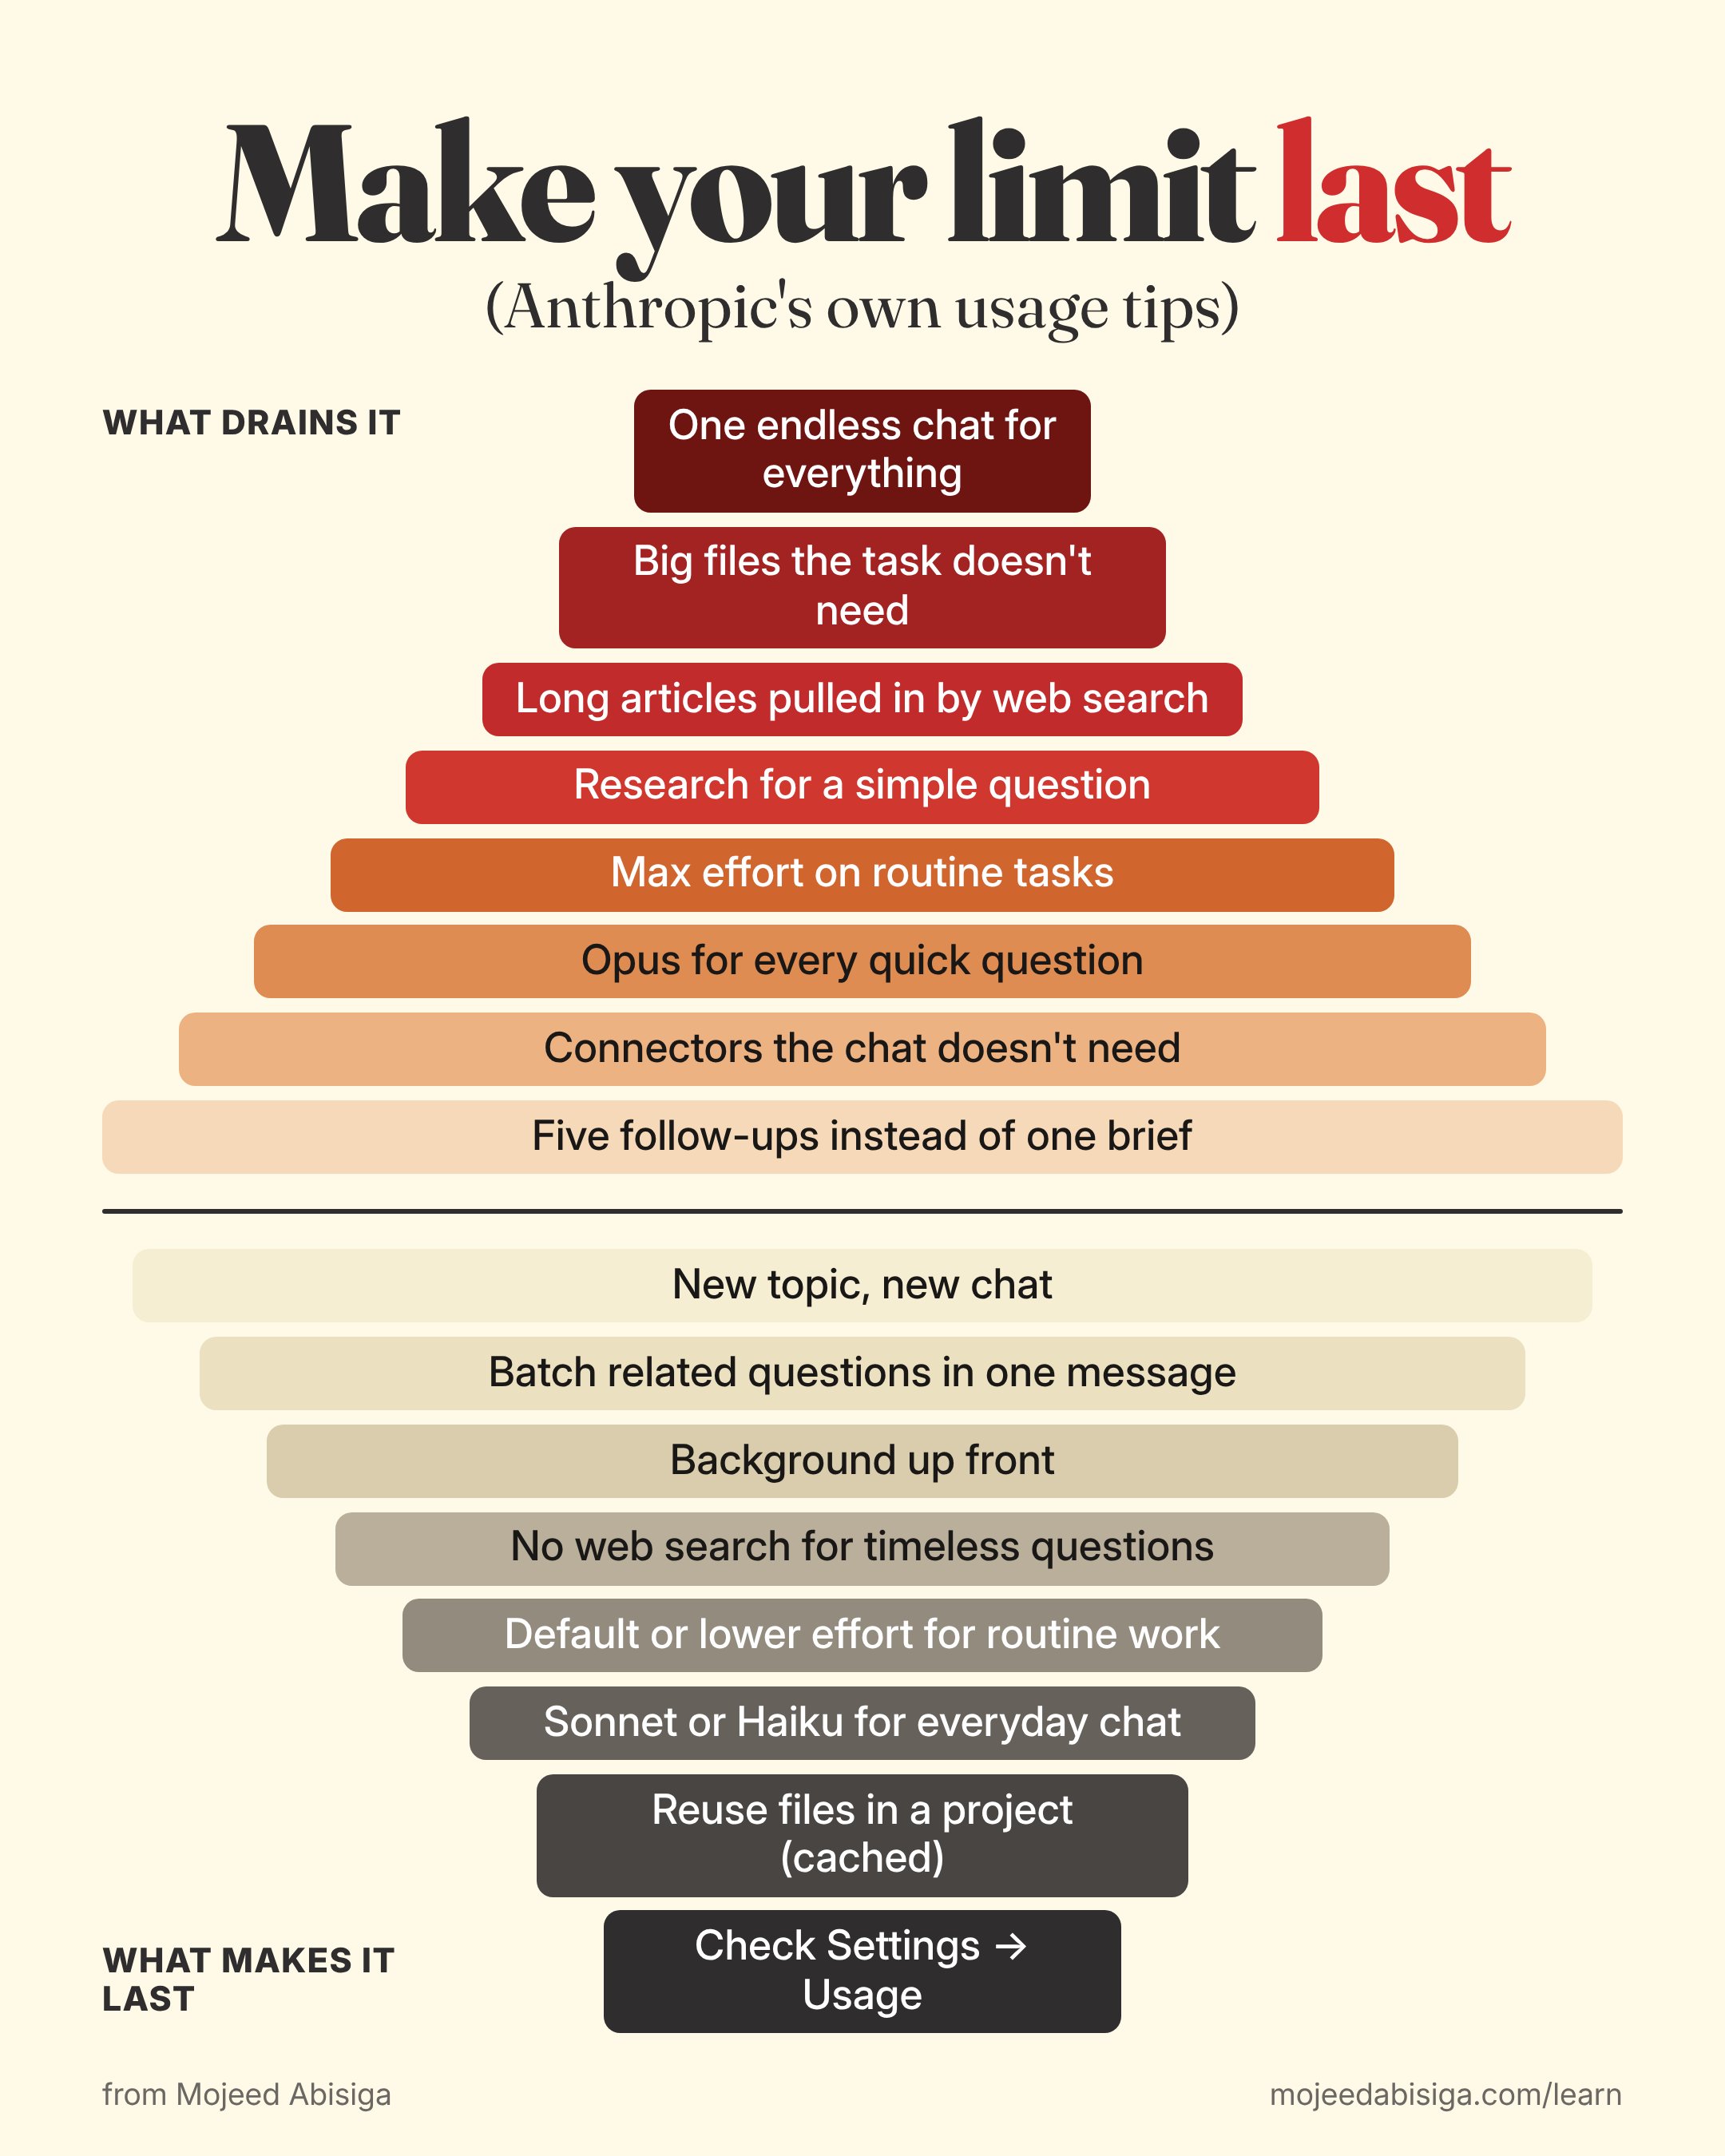 Make your limit last
(Anthropic's own usage tips)
WHAT DRAINS IT
One endless chat for
everything
Big files the task doesn't
need
Long articles pulled in by web search
Research for a simple question
Max effort on routine tasks
Opus for every quick question
Connectors the chat doesn't need
Five follow-ups instead of one brief
New topic, new chat
Batch related questions in one message
Background up front
No web search for timeless questions
Default or lower effort for routine work
Sonnet or Haiku for everyday chat
Reuse files in a project
(cached)
Check Settings →
Usage
WHAT MAKES IT
LAST
from Mojeed Abisiga
mojeedabisiga.com/learn